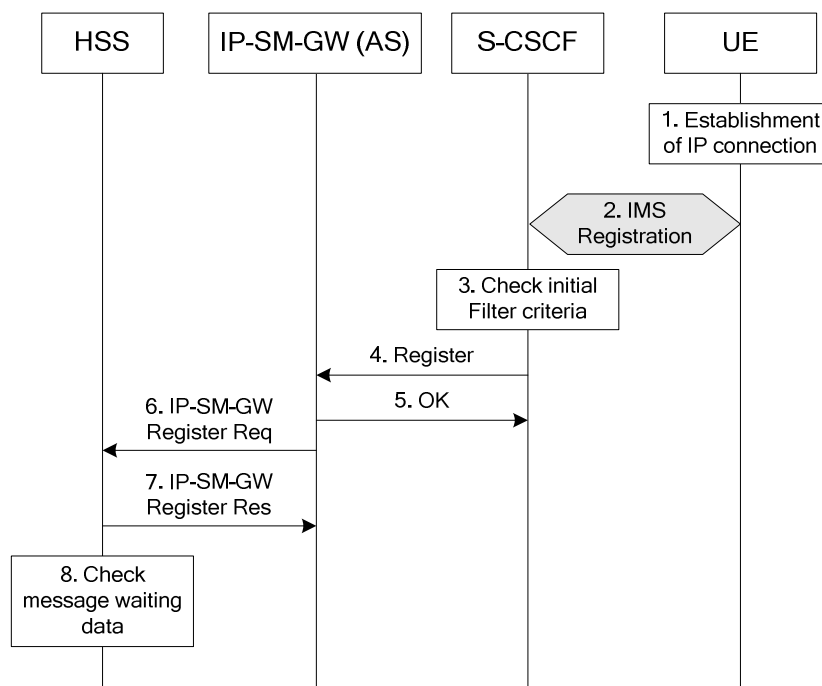 HSS
IP-SM-GW (AS)
S-CSCF
UE
1. Establishment
of IP connection
2. IMS
Registration
3. Check initial
Filter criteria
4. Register
5. OK
6. IP-SM-GW
Register Req
7. IP-SM-GW
Register Res
8. Check
message waiting
data